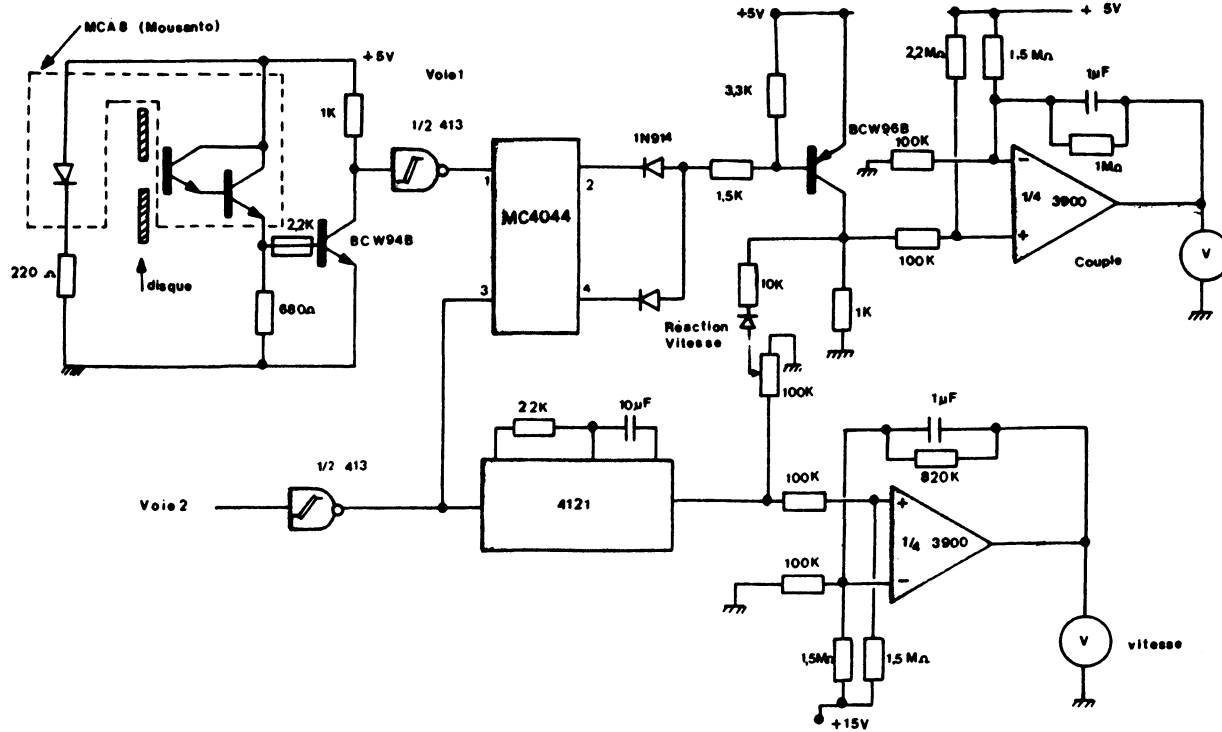 MCA8 (Mousanto)
+5V
Voie1
1K
1/2 413
220 Ω
disque
2,2K
BCW94B
680Ω
MC4044
1
2
3
4
1N914
1,5K
+5V
3,3K
BCW96B
+ 5V
2,2MΩ
1.5 MΩ
1µF
1MΩ
100K
100K
-
+
1/4 3900
Couple
V
10K
1K
Réaction
Vitesse
100K
22K
10µF
4121
Voie2
1/2 413
100K
100K
1µF
820K
+
-
1/4 3900
1,5MΩ
1,5 MΩ
+15V
V
vitesse